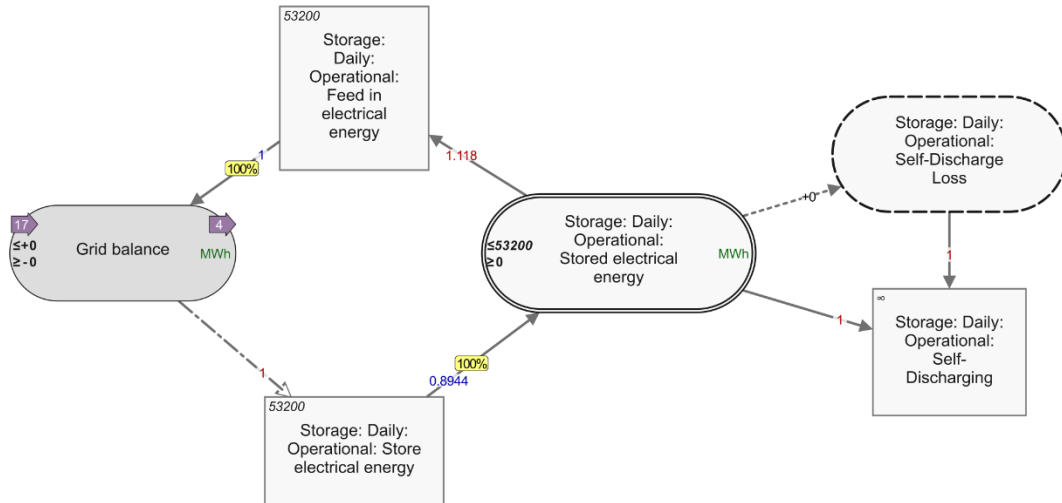 53200
Storage:
Daily:
Operational:
Feed in
electrical
energy
1
100%
1.118
Storage: Daily:
Operational:
Self-Discharge
Loss
+0
17
4
≤+0
≥-0
Grid balance
MWh
≤53200
≥0
Storage: Daily:
Operational:
Stored electrical
energy
MWh
1
1
∞
Storage: Daily:
Operational:
Self-
Discharging
1
100%
0.8944
53200
Storage: Daily:
Operational: Store
electrical energy